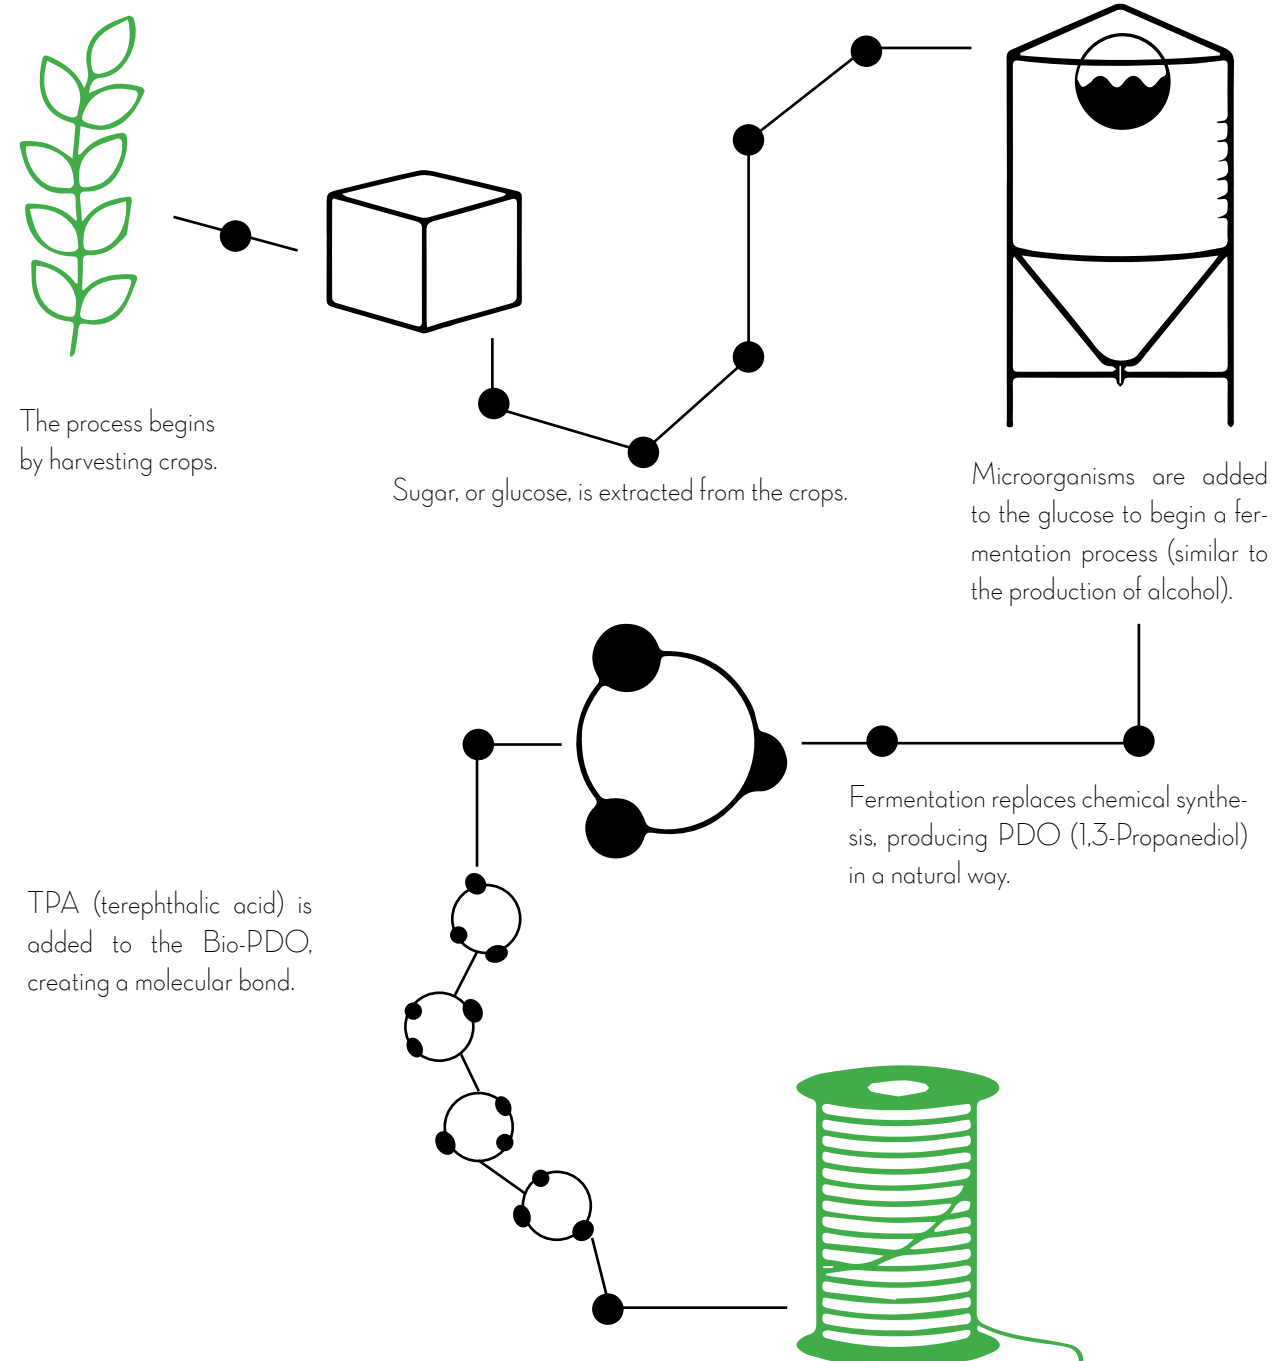 The process begins
by harvesting crops.
Sugar, or glucose, is extracted from the crops.
Microorganisms are added
to the glucose to begin a fer-
mentation process (similar to
the production of alcohol).
Fermentation replaces chemical synthe-
sis, producing PDO (1,3-Propanediol)
in a natural way.
TPA (terephthalic acid) is
added to the Bio-PDO,
creating a molecular bond.